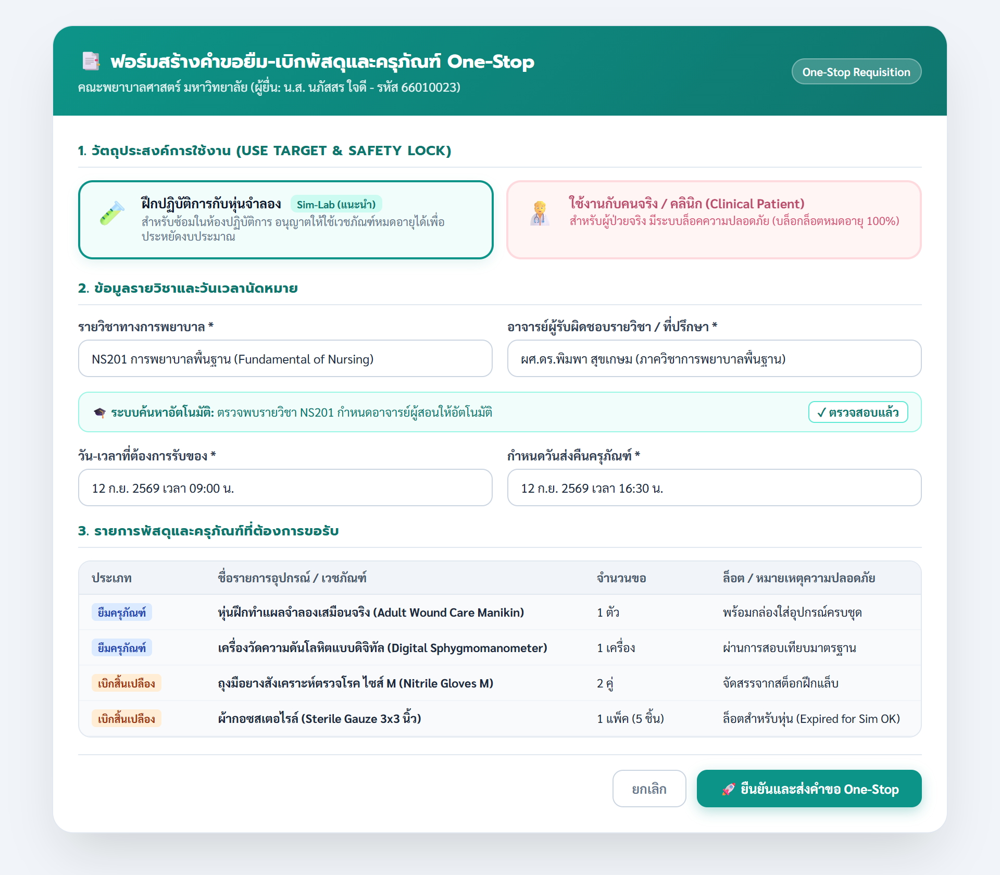 ฟอร์มสร้างคำขอยืม-เบิกพัสดุและครุภัณฑ์ One-Stop
คณะพยาบาลศาสตร์ มหาวิทยาลัย (ผู้ยื่น: น.ส. นภัสสร ใจดี - รหัส 66010023)
One-Stop Requisition
1. วัตถุประสงค์การใช้งาน (USE TARGET & SAFETY LOCK)
ฝึกปฏิบัติการกับหุ่นจำลอง Sim-Lab (แนะนำ)
สำหรับซ้อมในห้องปฏิบัติการ อนุญาตให้ใช้เวชภัณฑ์หมดอายุได้เพื่อ
ประหยัดงบประมาณ
ใช้งานกับคนจริง / คลินิก (Clinical Patient)
สำหรับผู้ป่วยจริง มีระบบล็อคความปลอดภัย (บล็อกล็อตหมดอายุ 100%)
2. ข้อมูลรายวิชาและวันเวลานัดหมาย
รายวิชาทางการพยาบาล *
อาจารย์ผู้รับผิดชอบรายวิชา / ที่ปรึกษา *
NS201 การพยาบาลพื้นฐาน (Fundamental of Nursing)
ผศ.ดร.พิมพา สุขเกษม (ภาควิชาการพยาบาลพื้นฐาน)
ระบบค้นหาอัตโนมัติ: ตรวจพบรายวิชา NS201 กำหนดอาจารย์ผู้สอนให้อัตโนมัติ
✓ ตรวจสอบแล้ว
วัน-เวลาที่ต้องการรับของ *
กำหนดวันส่งคืนครุภัณฑ์ *
12 ก.ย. 2569 เวลา 09:00 น.
12 ก.ย. 2569 เวลา 16:30 น.
3. รายการพัสดุและครุภัณฑ์ที่ต้องการขอรับ
ประเภท ชื่อรายการอุปกรณ์ / เวชภัณฑ์ จำนวนขอ ล็อต / หมายเหตุความปลอดภัย
ยืมครุภัณฑ์ หุ่นฝึกทำแผลจำลองเสมือนจริง (Adult Wound Care Manikin) 1 ตัว พร้อมกล่องใส่อุปกรณ์ครบชุด
ยืมครุภัณฑ์ เครื่องวัดความดันโลหิตแบบดิจิทัล (Digital Sphygmomanometer) 1 เครื่อง ผ่านการสอบเทียบมาตรฐาน
เบิกสิ้นเปลือง ถุงมือยางสังเคราะห์ตรวจโรค ไซส์ M (Nitrile Gloves M) 2 คู่ จัดสรรจากสต็อกฝึกแล็บ
เบิกสิ้นเปลือง ผ้ากอซสเตอไรล์ (Sterile Gauze 3x3 นิ้ว) 1 แพ็ค (5 ชิ้น) ล็อตสำหรับหุ่น (Expired for Sim OK)
ยกเลิก
ยืนยันและส่งคำขอ One-Stop